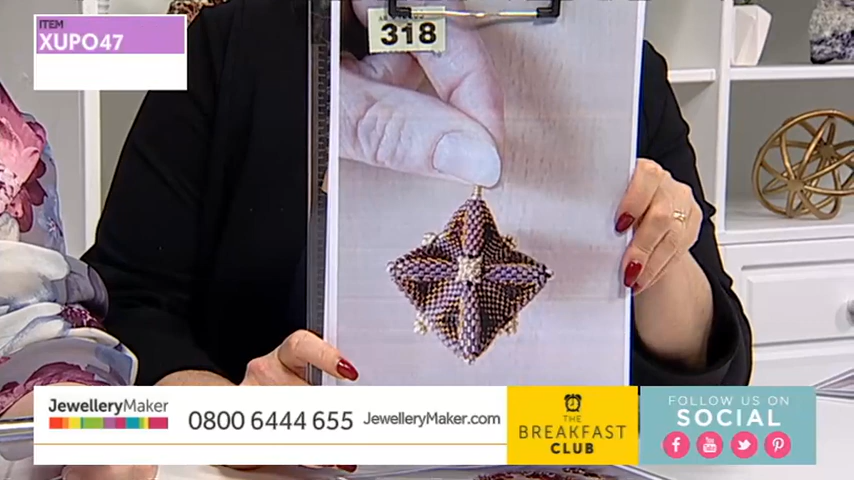 ITEM
XUPO47
318
JewelleryMaker
0800 6444 655
JewelleryMaker.com
THE
BREAKFAST
CLUB
FOLLOW US ON
SOCIAL